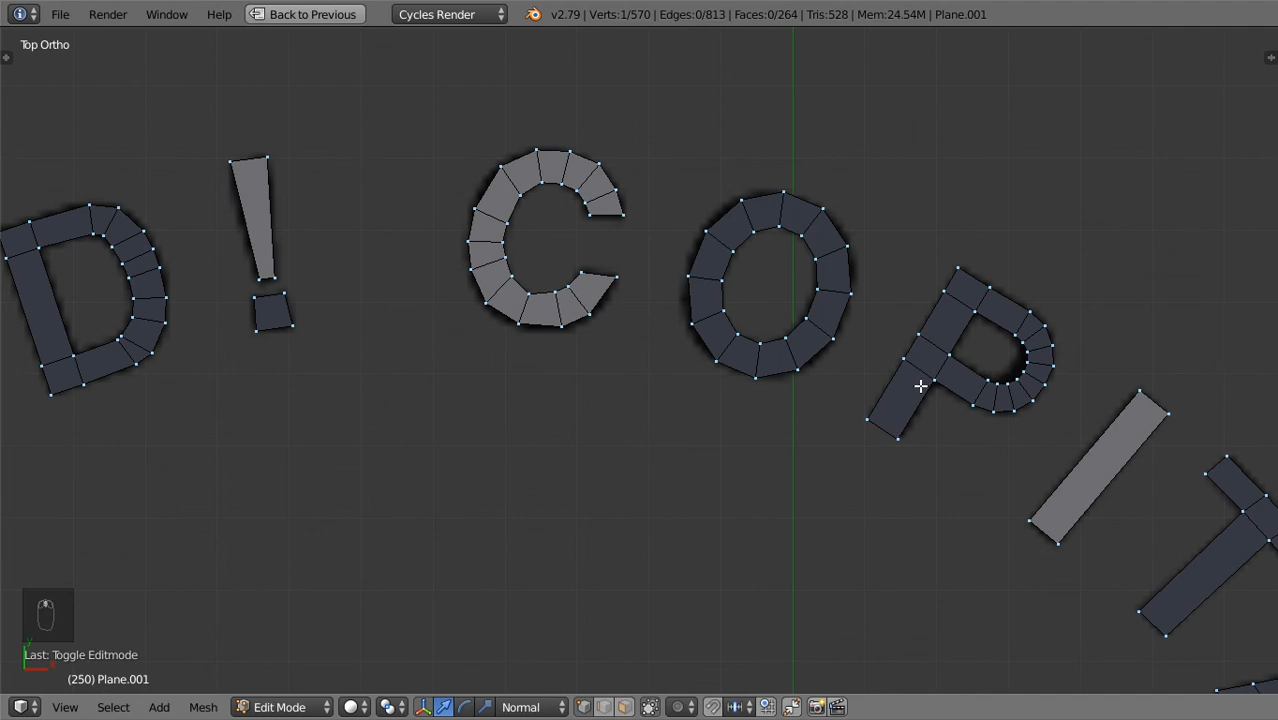 File Render Window Help Back to Previous Cycles Render v2.79 | Verts:1/570 | Edges:0/813 | Faces:0/264 | Tris:528 | Mem:24.54M | Plane.001
Top Ortho
D! COPIT
y
Last: Toggle Editmode
(250) Plane.001
View Select Add Mesh Edit Mode Normal